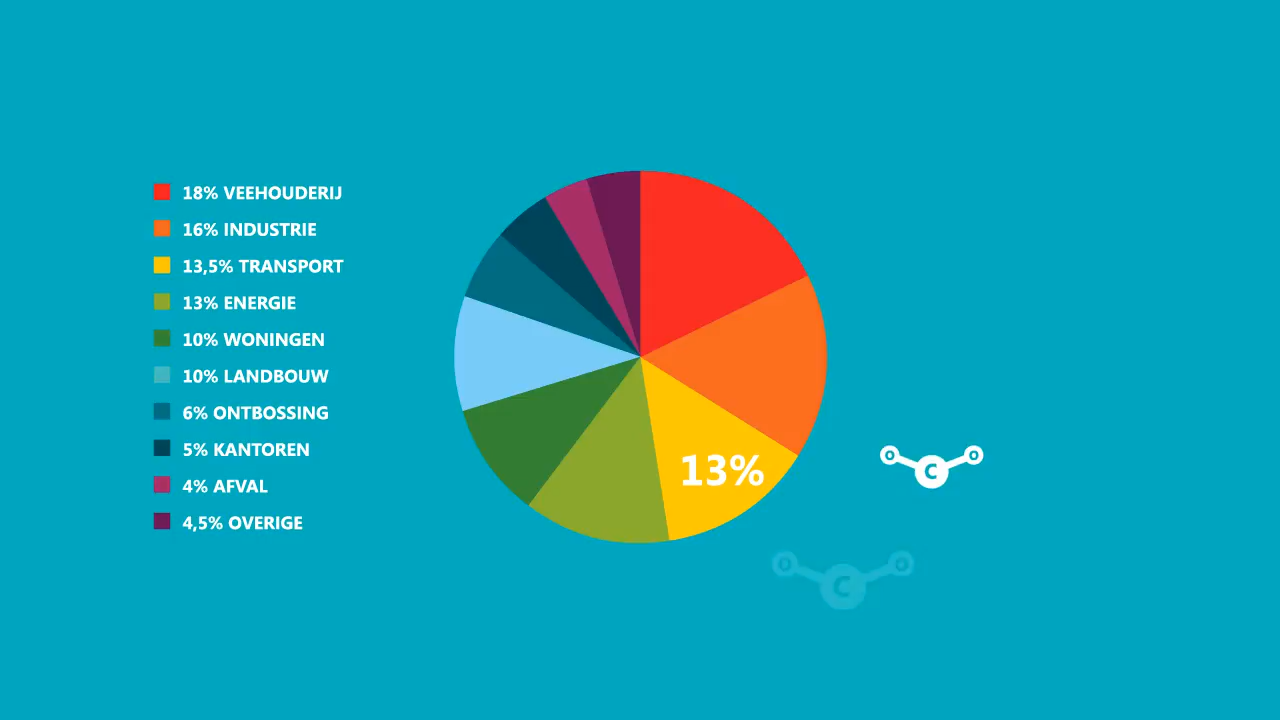 18% VEEHOUDERIJ
16% INDUSTRIE
13,5% TRANSPORT
13% ENERGIE
10% WONINGEN
10% LANDBOUW
6% ONTBOSSING
5% KANTOREN
4% AFVAL
4,5% OVERIGE
13%
O C O
O C O